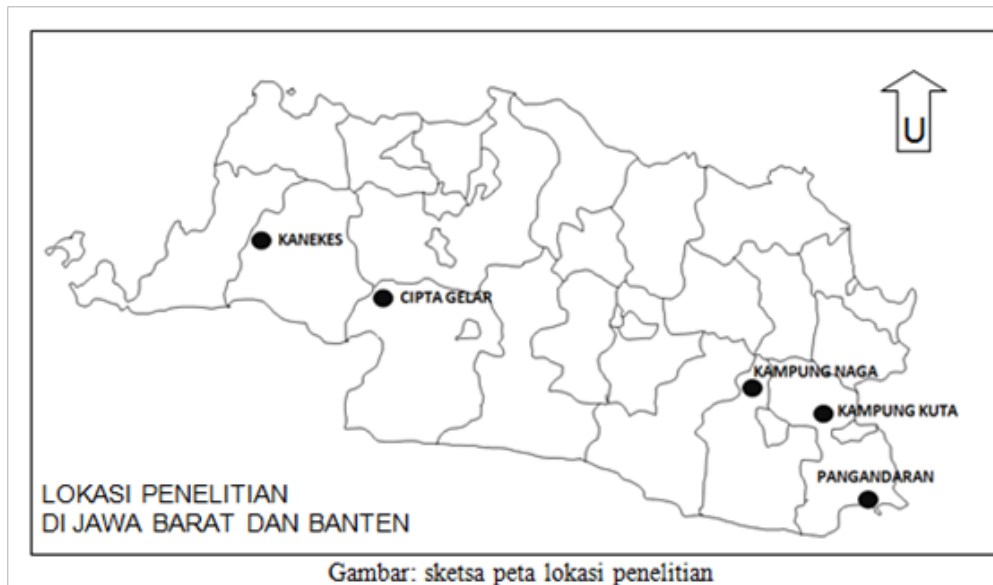 U
KANEKES
CIPTA GELAR
KAMPUNG NAGA
KAMPUNG KUTA
PANGANDARAN
LOKASI PENELITIAN
DI JAWA BARAT DAN BANTEN
Gambar: sketsa peta lokasi penelitian